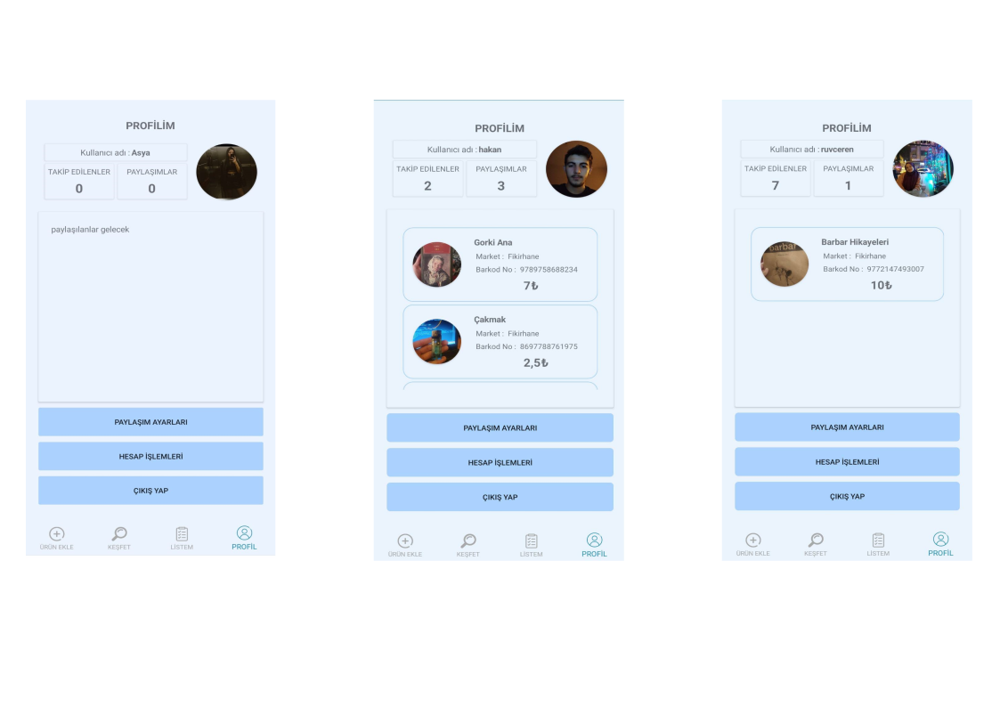 PROFİLİM
Kullanıcı adı : Asya
TAKİP EDİLENLER
0
PAYLAŞIMLAR
0
paylaşılanlar gelecek
PAYLAŞIM AYARLARI
HESAP İŞLEMLERİ
ÇIKIŞ YAP
ÜRÜN EKLE
KEŞFET
LİSTEM
PROFİL
PROFİLİM
Kullanıcı adı : hakan
TAKİP EDİLENLER
2
PAYLAŞIMLAR
3
Gorki Ana
Market : Fikirhane
Barkod No : 9789758688234
7₺
Çakmak
Market : Fikirhane
Barkod No : 8697788761975
2,5₺
PAYLAŞIM AYARLARI
HESAP İŞLEMLERİ
ÇIKIŞ YAP
ÜRÜN EKLE
KEŞFET
LİSTEM
PROFİL
PROFİLİM
Kullanıcı adı : ruvceren
TAKİP EDİLENLER
7
PAYLAŞIMLAR
1
barbar
Barbar Hikayeleri
Market : Fikirhane
Barkod No : 9772147493007
10₺
PAYLAŞIM AYARLARI
HESAP İŞLEMLERİ
ÇIKIŞ YAP
ÜRÜN EKLE
KEŞFET
LİSTEM
PROFİL